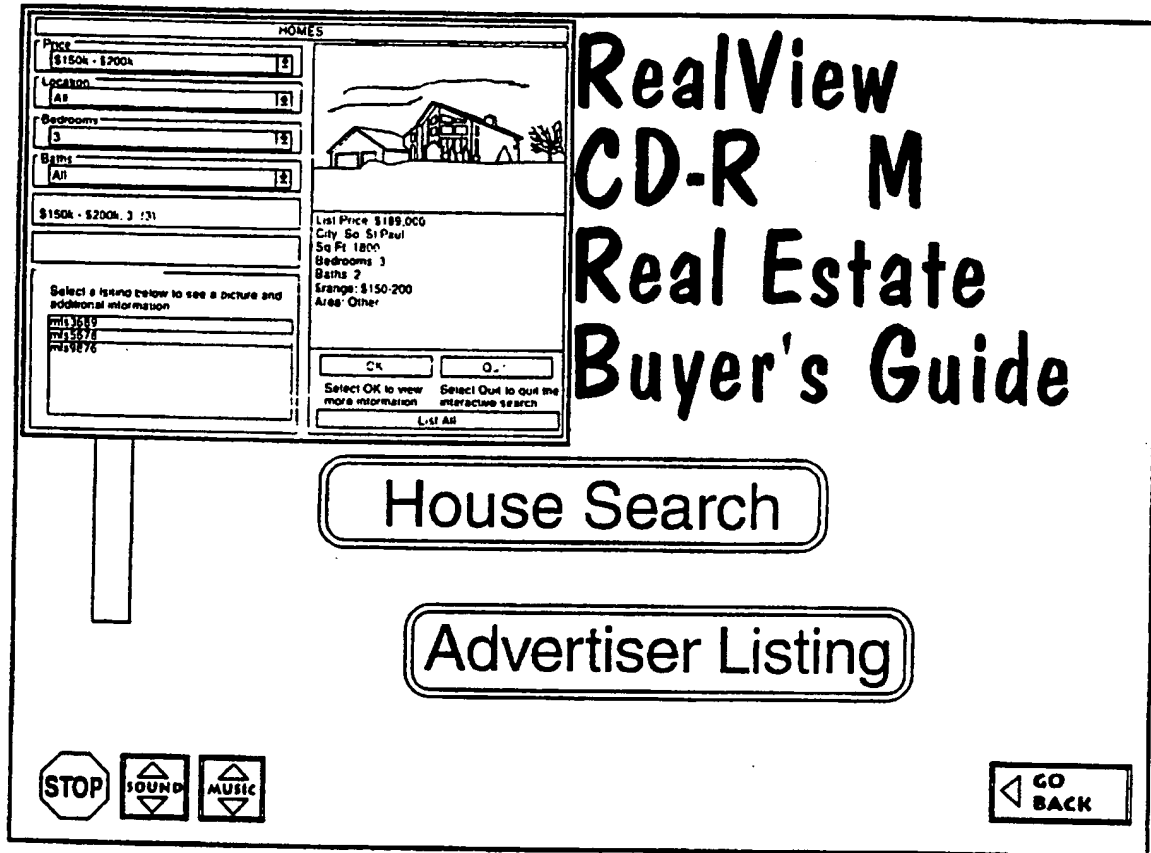 HOMES
Price
$150k - $200k
Location
All
Bedrooms
3
Baths
All
$150k - $200k, 3 (3)
Select a listing below to see a picture and
additional information
mls3689
mls5678
mls9876
List Price $189,000
City So St Paul
Sq Ft 1800
Bedrooms 3
Baths 2
$range: $150-200
Area: Other
OK
Select OK to view
more information
Select Quit to quit the
interactive search
List All
RealView
CD-R M
Real Estate
Buyer's Guide
House Search
Advertiser Listing
STOP
SOUND
MUSIC
GO
BACK